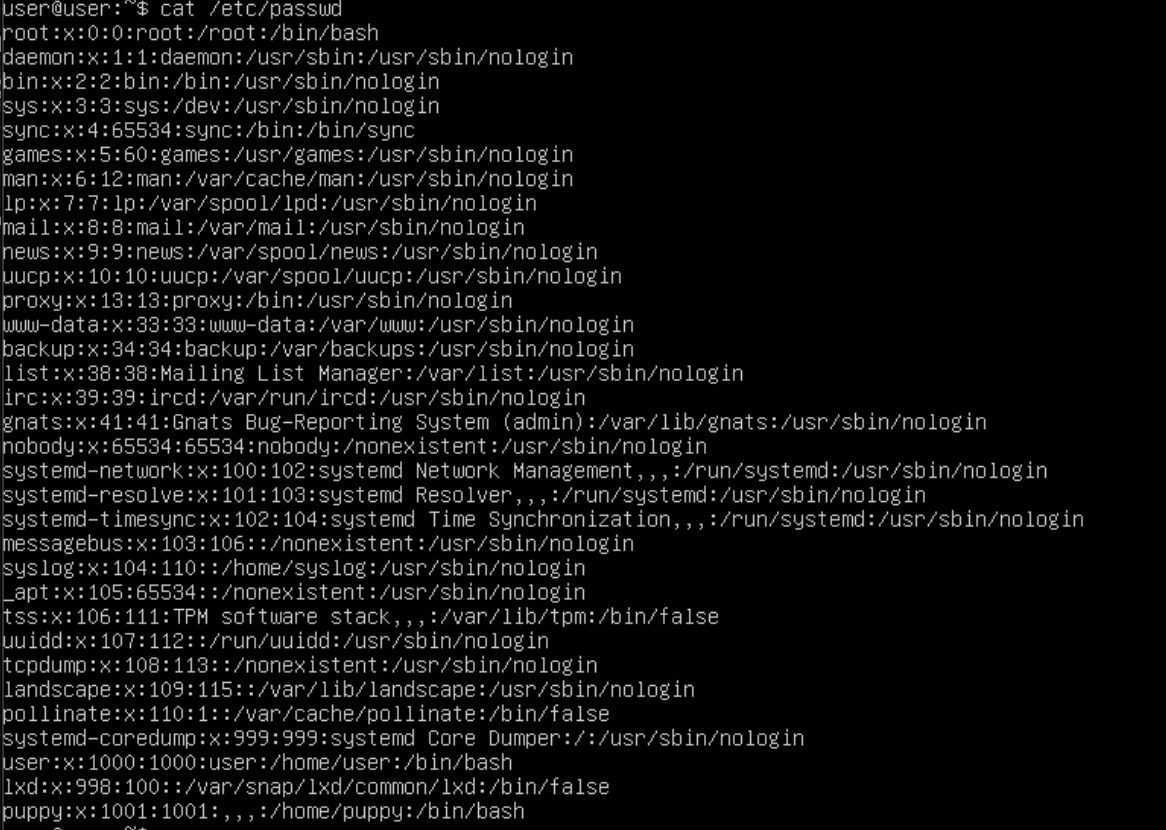 user@user:~$ cat /etc/passwd
root:x:0:0:root:/root:/bin/bash
daemon:x:1:1:daemon:/usr/sbin:/usr/sbin/nologin
bin:x:2:2:bin:/bin:/usr/sbin/nologin
sys:x:3:3:sys:/dev:/usr/sbin/nologin
sync:x:4:65534:sync:/bin:/bin/sync
games:x:5:60:games:/usr/games:/usr/sbin/nologin
man:x:6:12:man:/var/cache/man:/usr/sbin/nologin
lp:x:7:7:lp:/var/spool/lpd:/usr/sbin/nologin
mail:x:8:8:mail:/var/mail:/usr/sbin/nologin
news:x:9:9:news:/var/spool/news:/usr/sbin/nologin
uucp:x:10:10:uucp:/var/spool/uucp:/usr/sbin/nologin
proxy:x:13:13:proxy:/bin:/usr/sbin/nologin
www-data:x:33:33:www-data:/var/www:/usr/sbin/nologin
backup:x:34:34:backup:/var/backups:/usr/sbin/nologin
list:x:38:38:Mailing List Manager:/var/list:/usr/sbin/nologin
irc:x:39:39:ircd:/var/run/ircd:/usr/sbin/nologin
gnats:x:41:41:Gnats Bug-Reporting System (admin):/var/lib/gnats:/usr/sbin/nologin
nobody:x:65534:65534:nobody:/nonexistent:/usr/sbin/nologin
systemd-network:x:100:102:systemd Network Management,,,:/run/systemd:/usr/sbin/nologin
systemd-resolve:x:101:103:systemd Resolver,,,:/run/systemd:/usr/sbin/nologin
systemd-timesync:x:102:104:systemd Time Synchronization,,,:/run/systemd:/usr/sbin/nologin
messagebus:x:103:106::/nonexistent:/usr/sbin/nologin
syslog:x:104:110::/home/syslog:/usr/sbin/nologin
_apt:x:105:65534::/nonexistent:/usr/sbin/nologin
tss:x:106:111:TPM software stack,,,:/var/lib/tpm:/bin/false
uuidd:x:107:112::/run/uuidd:/usr/sbin/nologin
tcpdump:x:108:113::/nonexistent:/usr/sbin/nologin
landscape:x:109:115::/var/lib/landscape:/usr/sbin/nologin
pollinate:x:110:1::/var/cache/pollinate:/bin/false
systemd-coredump:x:999:999:systemd Core Dumper:/:/usr/sbin/nologin
user:x:1000:1000:user:/home/user:/bin/bash
lxd:x:998:100::/var/snap/lxd/common/lxd:/bin/false
puppy:x:1001:1001:,,,:/home/puppy:/bin/bash